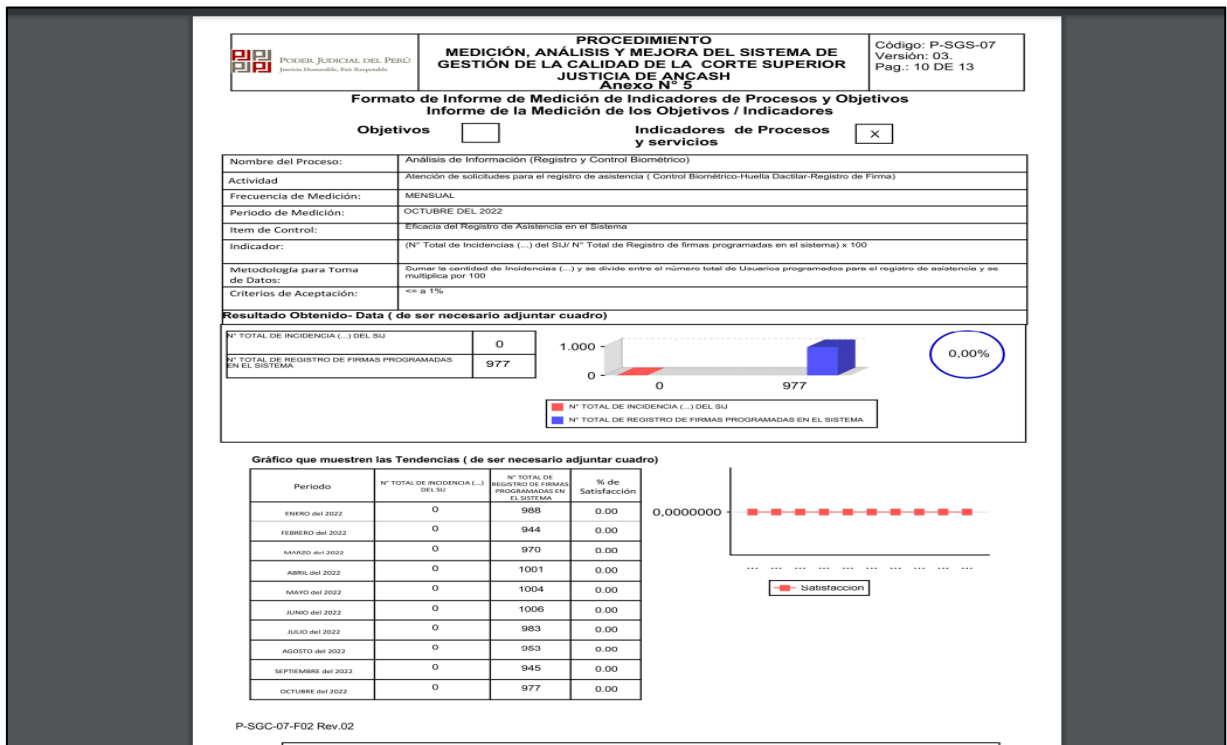 PODER JUDICIAL DEL PERÚ
Justicia Honorable, País Respetable
PROCEDIMIENTO
MEDICIÓN, ANÁLISIS Y MEJORA DEL SISTEMA DE
GESTIÓN DE LA CALIDAD DE LA CORTE SUPERIOR
JUSTICIA DE ANCASH
Anexo N° 5
Código: P-SGS-07
Versión: 03.
Pag.: 10 DE 13
Formato de Informe de Medición de Indicadores de Procesos y Objetivos
Informe de la Medición de los Objetivos / Indicadores
Objetivos
Indicadores de Procesos
y servicios
X
Nombre del Proceso: Análisis de Información (Registro y Control Biométrico)
Actividad Atención de solicitudes para el registro de asistencia ( Control Biométrico-Huella Dactilar-Registro de Firma)
Frecuencia de Medición: MENSUAL
Periodo de Medición: OCTUBRE DEL 2022
Item de Control: Eficacia del Registro de Asistencia en el Sistema
Indicador: (N° Total de Incidencias (...) del SIJ/ N° Total de Registro de firmas programadas en el sistema) x 100
Metodología para Toma
de Datos:
Sumar la cantidad de Incidencias (...) y se divide entre el número total de Usuarios programados para el registro de asistencia y se
multiplica por 100
Criterios de Aceptación: <= a 1%
Resultado Obtenido- Data ( de ser necesario adjuntar cuadro)
N° TOTAL DE INCIDENCIA (...) DEL SIJ 0
N° TOTAL DE REGISTRO DE FIRMAS PROGRAMADAS
EN EL SISTEMA
977
1.000
0
0 977
N° TOTAL DE INCIDENCIA (...) DEL SIJ
N° TOTAL DE REGISTRO DE FIRMAS PROGRAMADAS EN EL SISTEMA
0,00%
Gráfico que muestren las Tendencias ( de ser necesario adjuntar cuadro)
Periodo
N° TOTAL DE INCIDENCIA (...)
DEL SIJ
N° TOTAL DE
REGISTRO DE FIRMAS
PROGRAMADAS EN
EL SISTEMA
% de
Satisfacción
ENERO del 2022 0 988 0.00
FEBRERO del 2022 0 944 0.00
MARZO del 2022 0 970 0.00
ABRIL del 2022 0 1001 0.00
MAYO del 2022 0 1004 0.00
JUNIO del 2022 0 1006 0.00
JULIO del 2022 0 983 0.00
AGOSTO del 2022 0 953 0.00
SEPTIEMBRE del 2022 0 945 0.00
OCTUBRE del 2022 0 977 0.00
0,0000000
... ... ... ... ... ... ... ... ... ...
Satisfaccion
P-SGC-07-F02 Rev.02